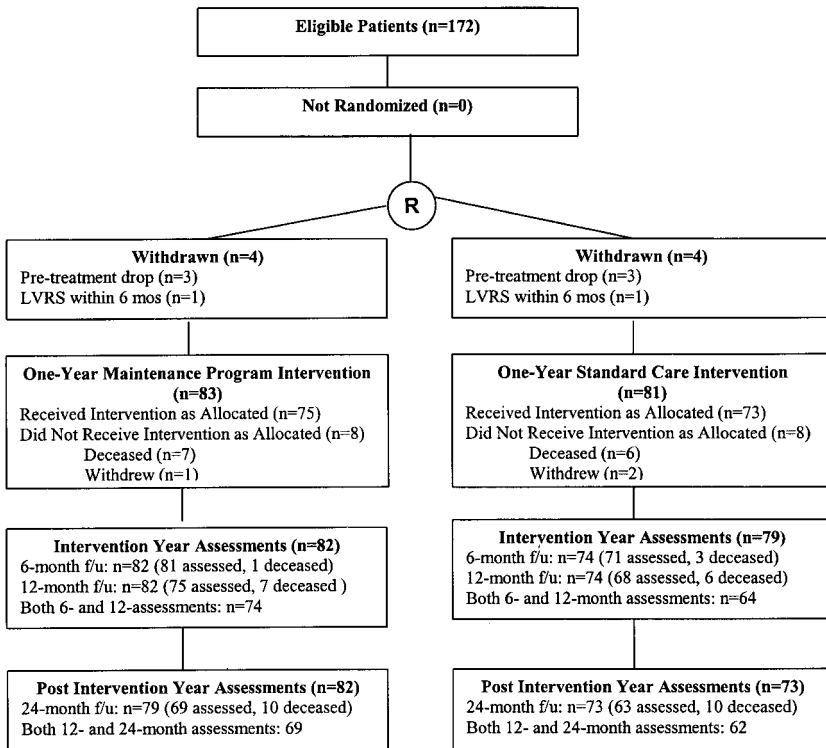 Eligible Patients (n=172)
Not Randomized (n=0)
R
Withdrawn (n=4)
Pre-treatment drop (n=3)
LVRS within 6 mos (n=1)
Withdrawn (n=4)
Pre-treatment drop (n=3)
LVRS within 6 mos (n=1)
One-Year Maintenance Program Intervention
(n=83)
Received Intervention as Allocated (n=75)
Did Not Receive Intervention as Allocated (n=8)
Deceased (n=7)
Withdrew (n=1)
One-Year Standard Care Intervention
(n=81)
Received Intervention as Allocated (n=73)
Did Not Receive Intervention as Allocated (n=8)
Deceased (n=6)
Withdrew (n=2)
Intervention Year Assessments (n=82)
6-month f/u: n=82 (81 assessed, 1 deceased)
12-month f/u: n=82 (75 assessed, 7 deceased )
Both 6- and 12-assessments: n=74
Intervention Year Assessments (n=79)
6-month f/u: n=74 (71 assessed, 3 deceased)
12-month f/u: n=74 (68 assessed, 6 deceased)
Both 6- and 12-month assessments: n=64
Post Intervention Year Assessments (n=82)
24-month f/u: n=79 (69 assessed, 10 deceased)
Both 12- and 24-month assessments: 69
Post Intervention Year Assessments (n=73)
24-month f/u: n=73 (63 assessed, 10 deceased)
Both 12- and 24-month assessments: 62